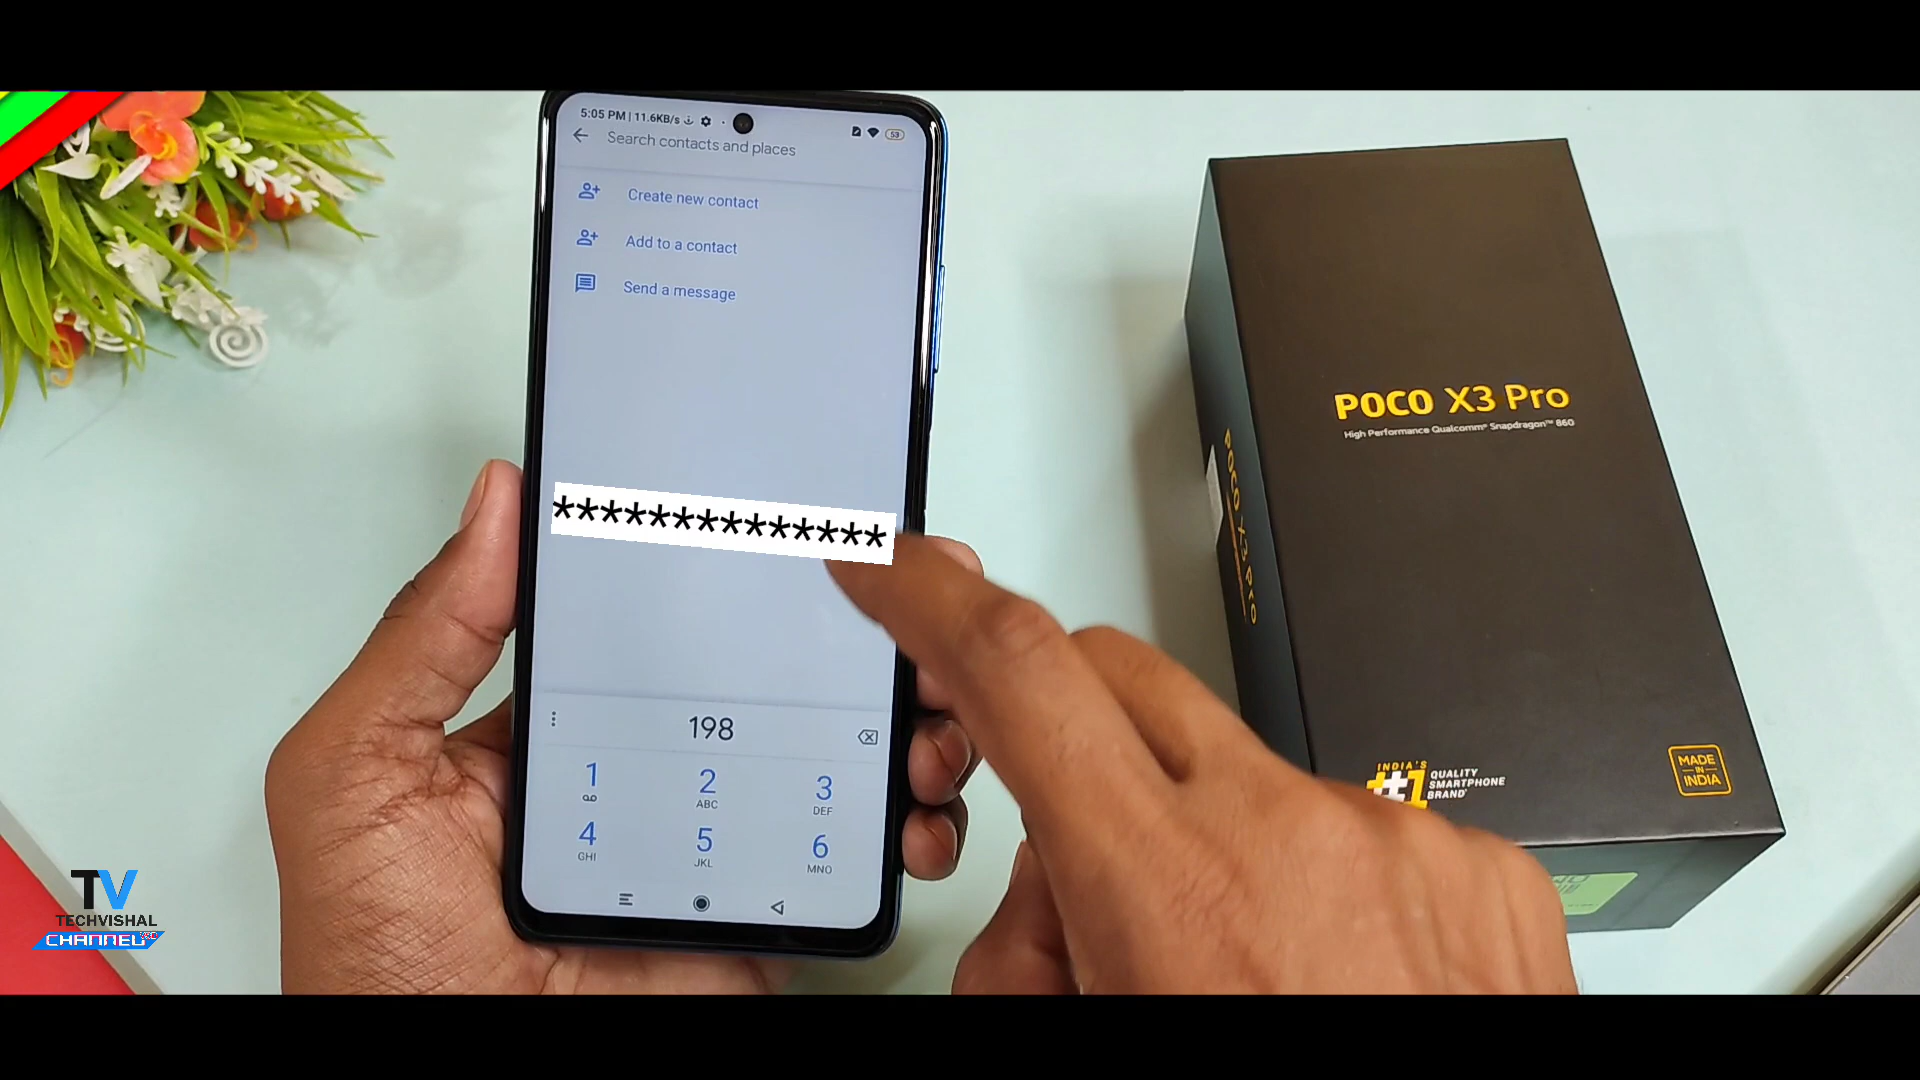 5:05 PM | 11.6KB/s
53
Search contacts and places
Create new contact
Add to a contact
Send a message
**************
198
1
2
ABC
3
DEF
4
GHI
5
JKL
6
MNO
POCO X3 Pro
High Performance Qualcomm® Snapdragon™ 860
POCO X3 PRO
INDIA'S
#1 QUALITY
SMARTPHONE
BRAND*
MADE
IN
INDIA
TV
TECHVISHAL
CHANNEL